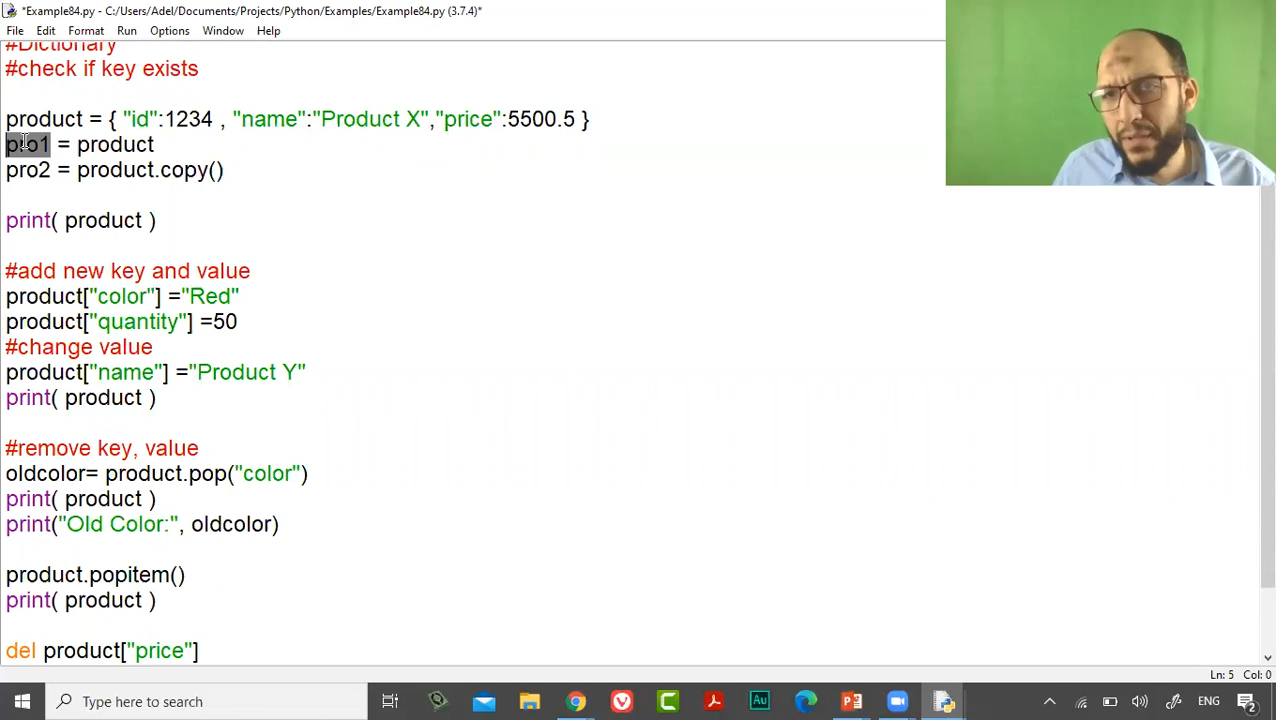 *Example84.py - C:/Users/Adel/Documents/Projects/Python/Examples/Example84.py (3.7.4)*
File Edit Format Run Options Window Help
#Dictionary
#check if key exists
product = { "id":1234 , "name":"Product X","price":5500.5 }
pro1 = product
pro2 = product.copy()
print( product )
#add new key and value
product["color"] ="Red"
product["quantity"] =50
#change value
product["name"] ="Product Y"
print( product )
#remove key, value
oldcolor= product.pop("color")
print( product )
print("Old Color:", oldcolor)
product.popitem()
print( product )
del product["price"]
Ln: 5 Col: 0
Type here to search
Au
ENG
2